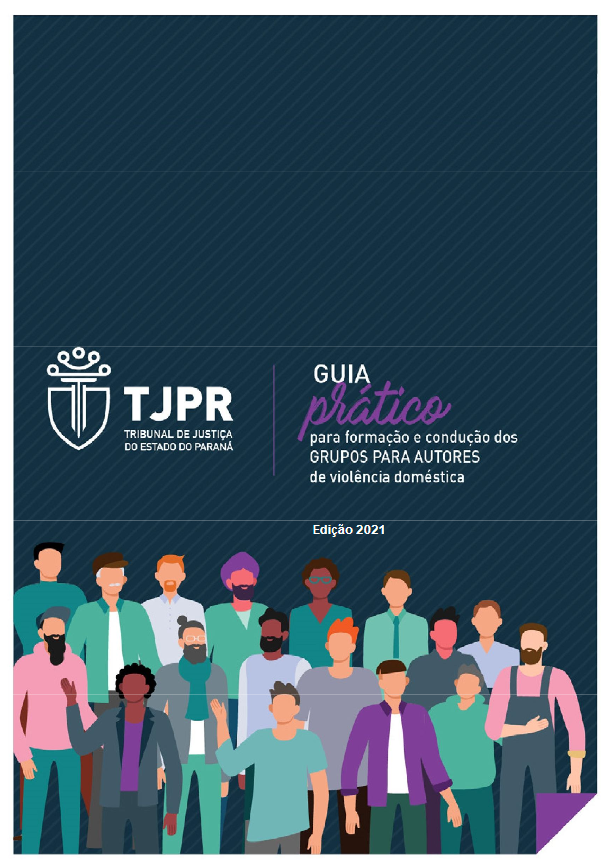 TJPR
TRIBUNAL DE JUSTIÇA
DO ESTADO DO PARANÁ
GUIA
prático
para formação e condução dos
GRUPOS PARA AUTORES
de violência doméstica
Edição 2021